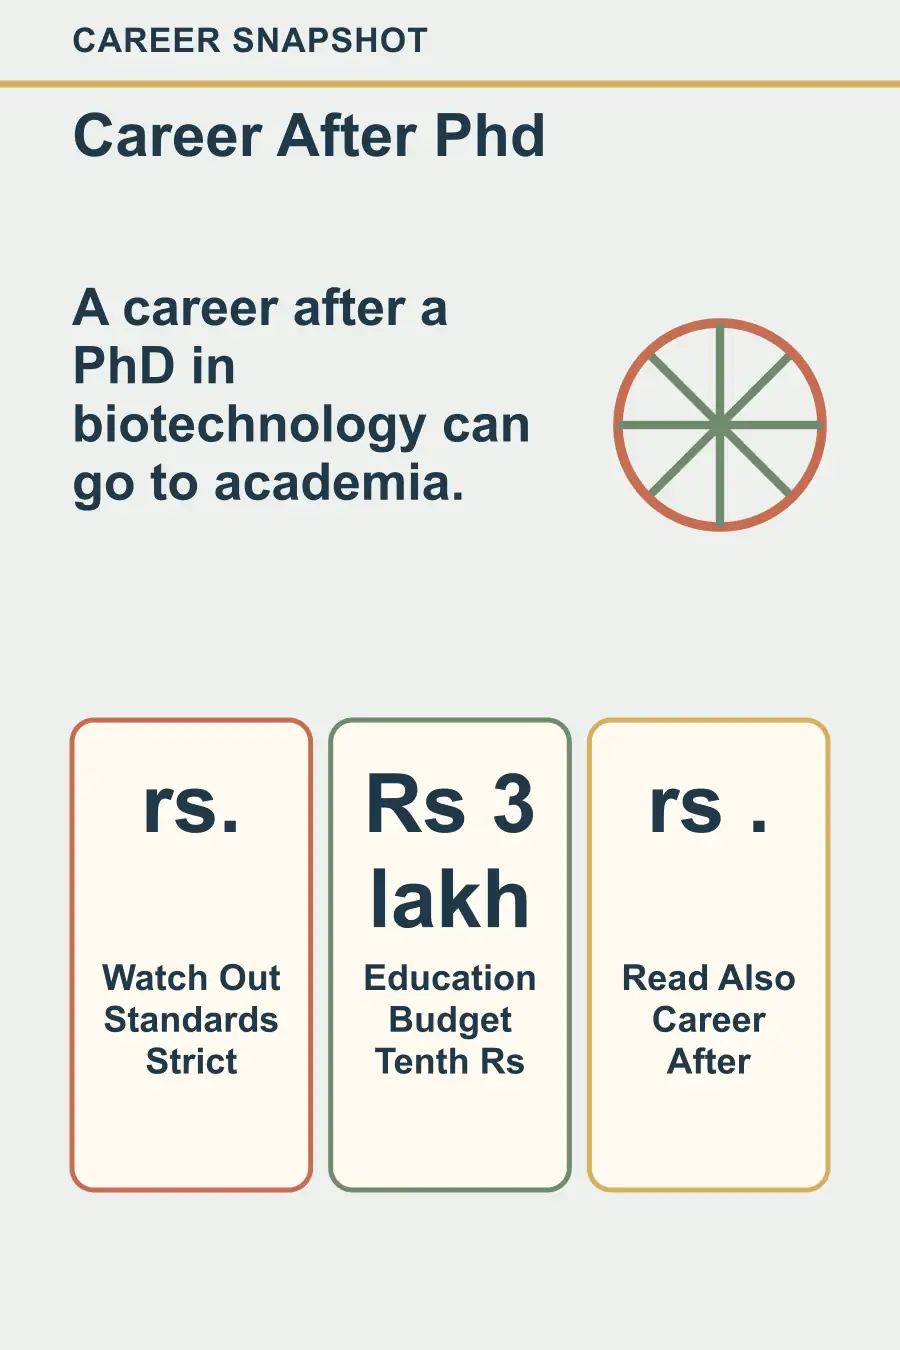 CAREER SNAPSHOT
Career After Phd
A career after a
PhD in
biotechnology can
go to academia.
rs.
Watch Out
Standards
Strict
Rs 3
lakh
Education
Budget
Tenth Rs
rs .
Read Also
Career
After